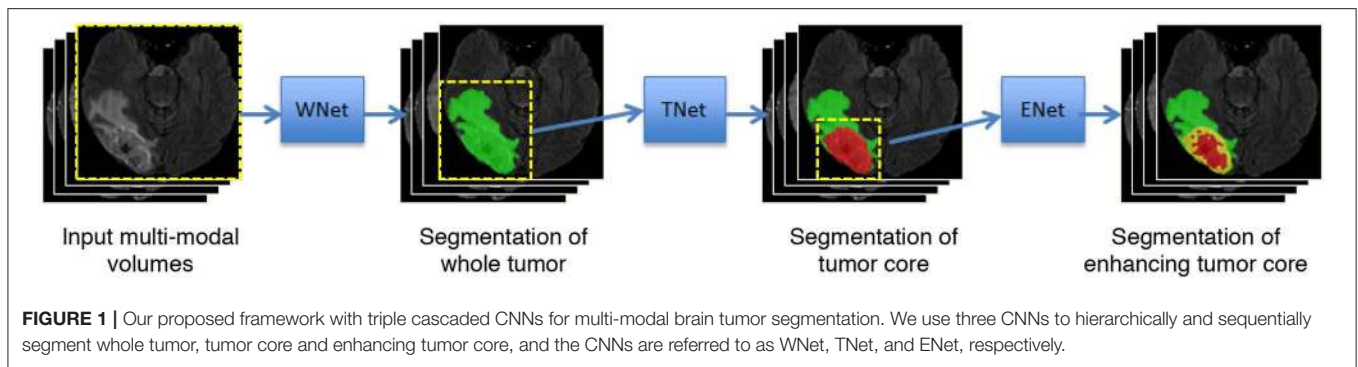 WNet
TNet
ENet
Input multi-modal
volumes
Segmentation of
whole tumor
Segmentation of
tumor core
Segmentation of
enhancing tumor core
FIGURE 1 | Our proposed framework with triple cascaded CNNs for multi-modal brain tumor segmentation. We use three CNNs to hierarchically and sequentially
segment whole tumor, tumor core and enhancing tumor core, and the CNNs are referred to as WNet, TNet, and ENet, respectively.